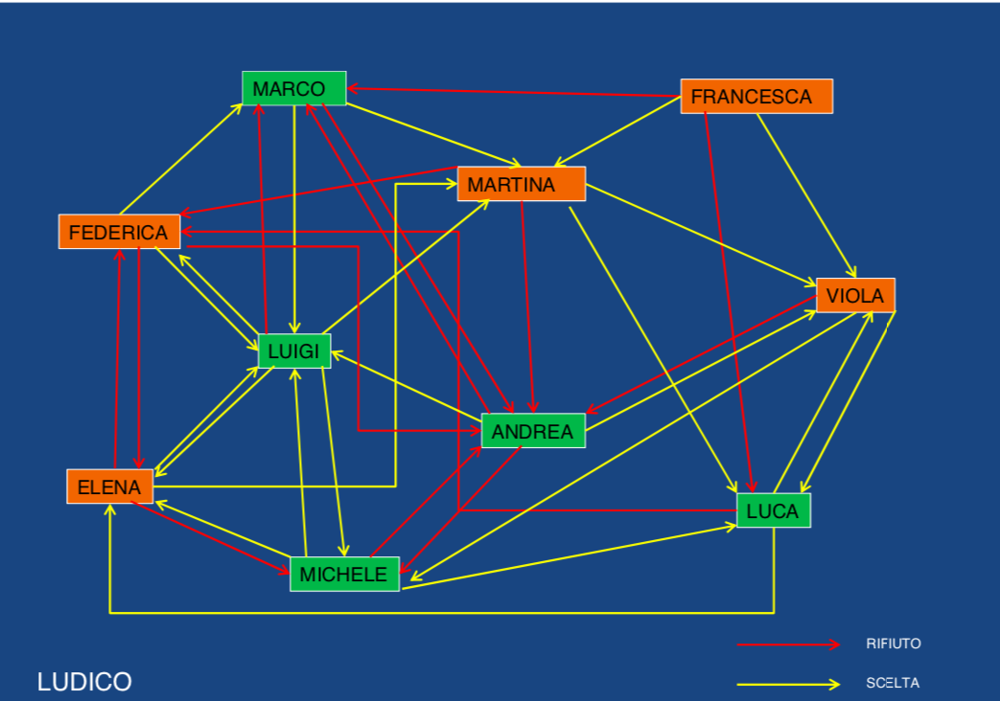 MARCO
FRANCESCA
MARTINA
FEDERICA
VIOLA
LUIGI
ANDREA
ELENA
LUCA
MICHELE
RIFIUTO
SCELTA
LUDICO